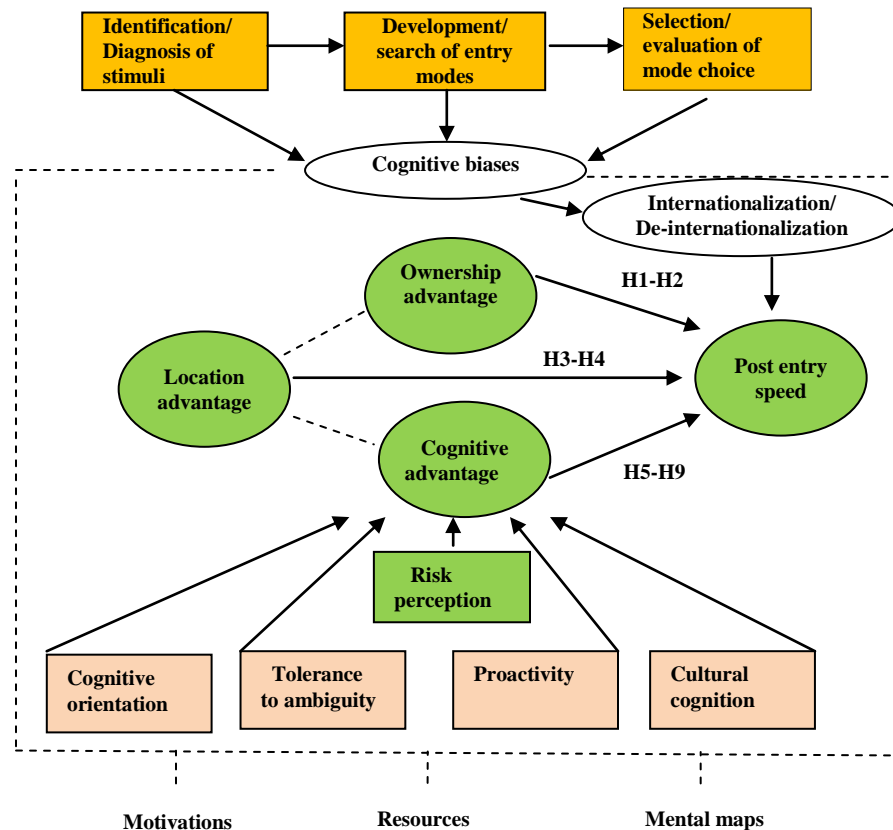 Identification/
Diagnosis of
stimuli
Development/
search of entry
modes
Selection/
evaluation of
mode choice
Cognitive biases
Internationalization/
De-internationalization
Ownership
advantage
H1-H2
Location
advantage
H3-H4
Post entry
speed
Cognitive
advantage
H5-H9
Risk
perception
Cognitive
orientation
Tolerance
to ambiguity
Proactivity
Cultural
cognition
Motivations
Resources
Mental maps